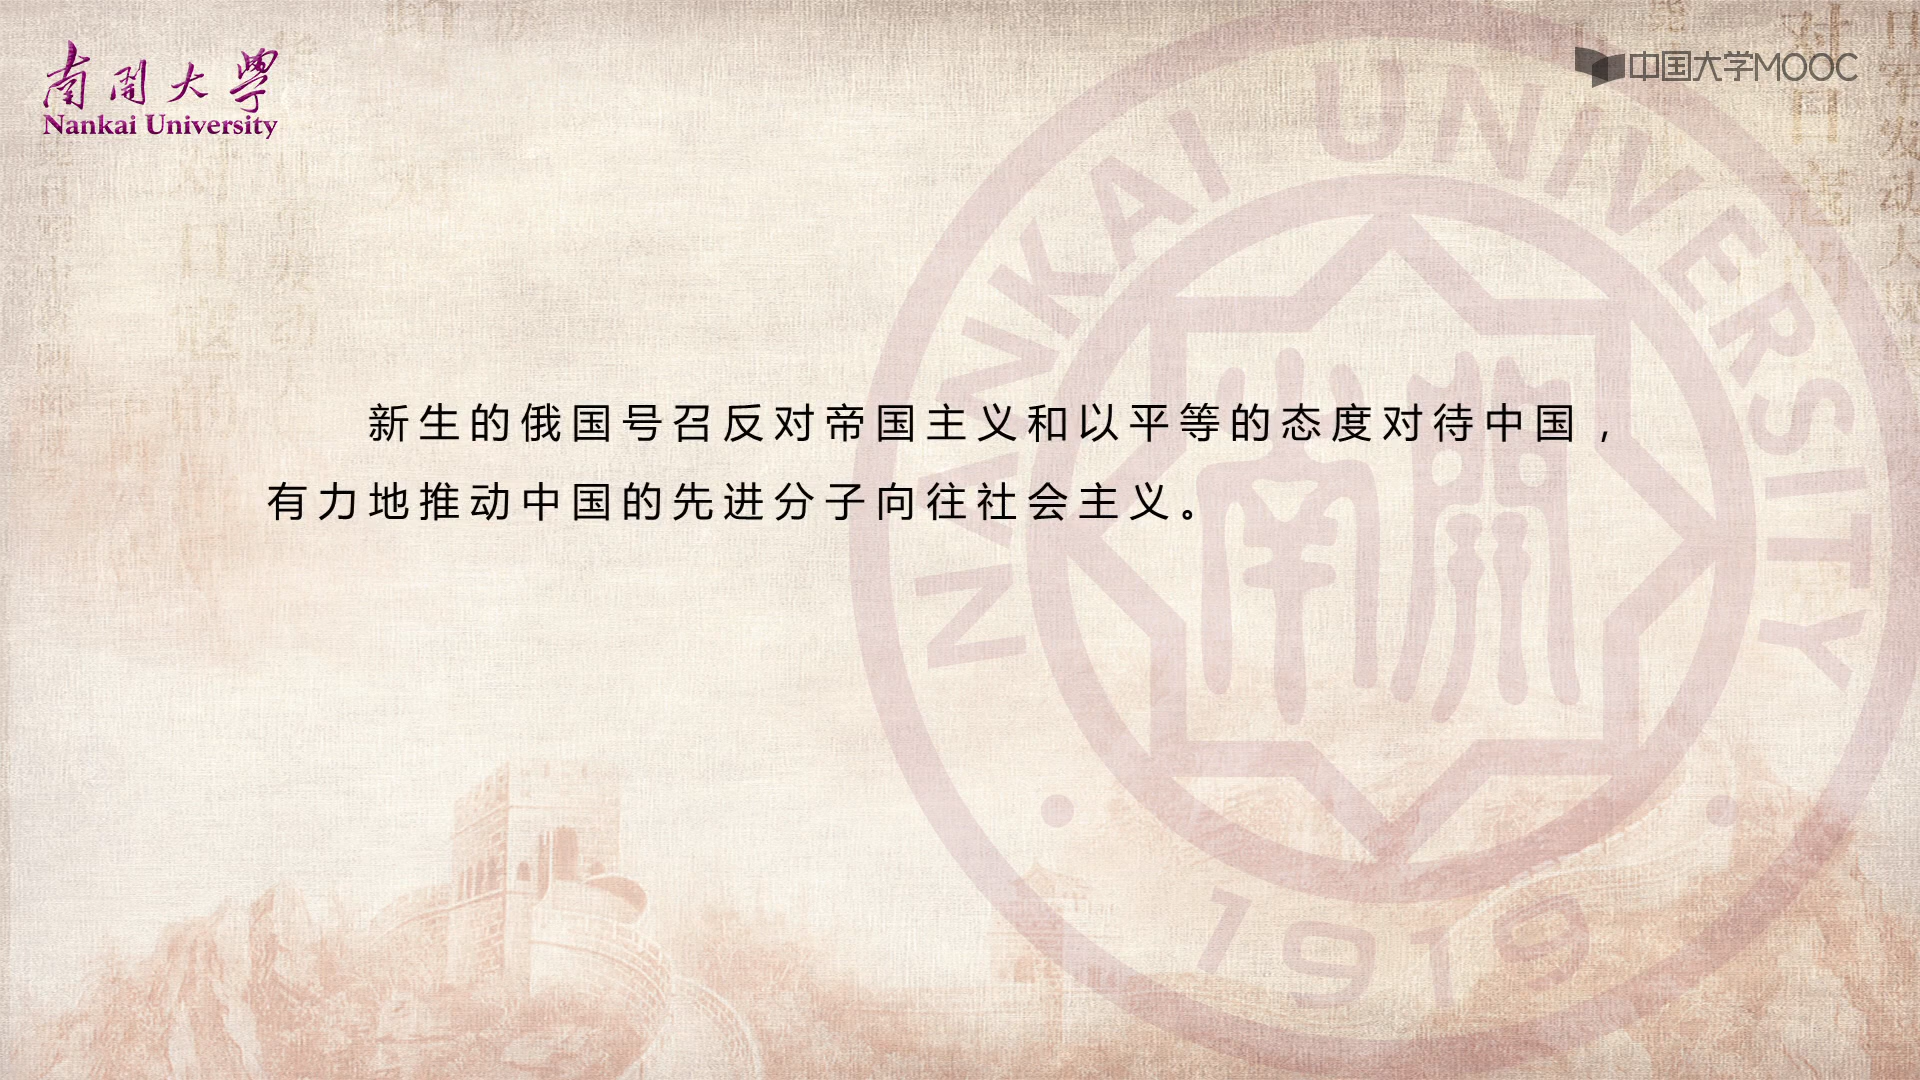 南開大學
Nankai University
中国大学MOOC
新生的俄国号召反对帝国主义和以平等的态度对待中国，
有力地推动中国的先进分子向往社会主义。
NANKAI UNIVERSITY
南開
1919